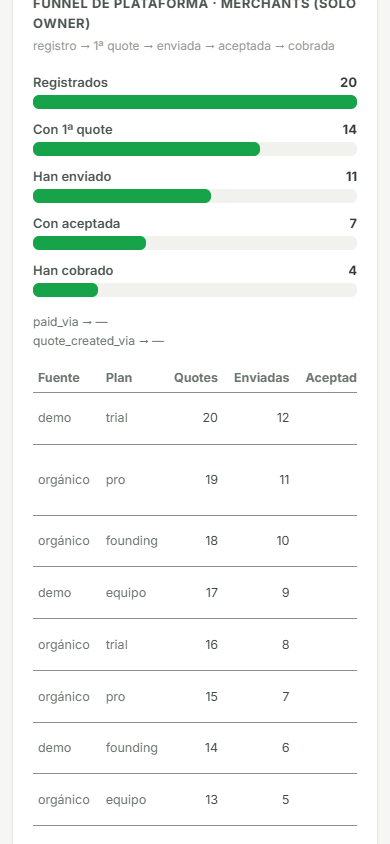 FUNNEL DE PLATAFORMA · MERCHANTS (SOLO
OWNER)
registro → 1ª quote → enviada → aceptada → cobrada
Registrados 20
Con 1ª quote 14
Han enviado 11
Con aceptada 7
Han cobrado 4
paid_via → —
quote_created_via → —
Fuente Plan Quotes Enviadas Aceptad
demo trial 20 12
orgánico pro 19 11
orgánico founding 18 10
demo equipo 17 9
orgánico trial 16 8
orgánico pro 15 7
demo founding 14 6
orgánico equipo 13 5